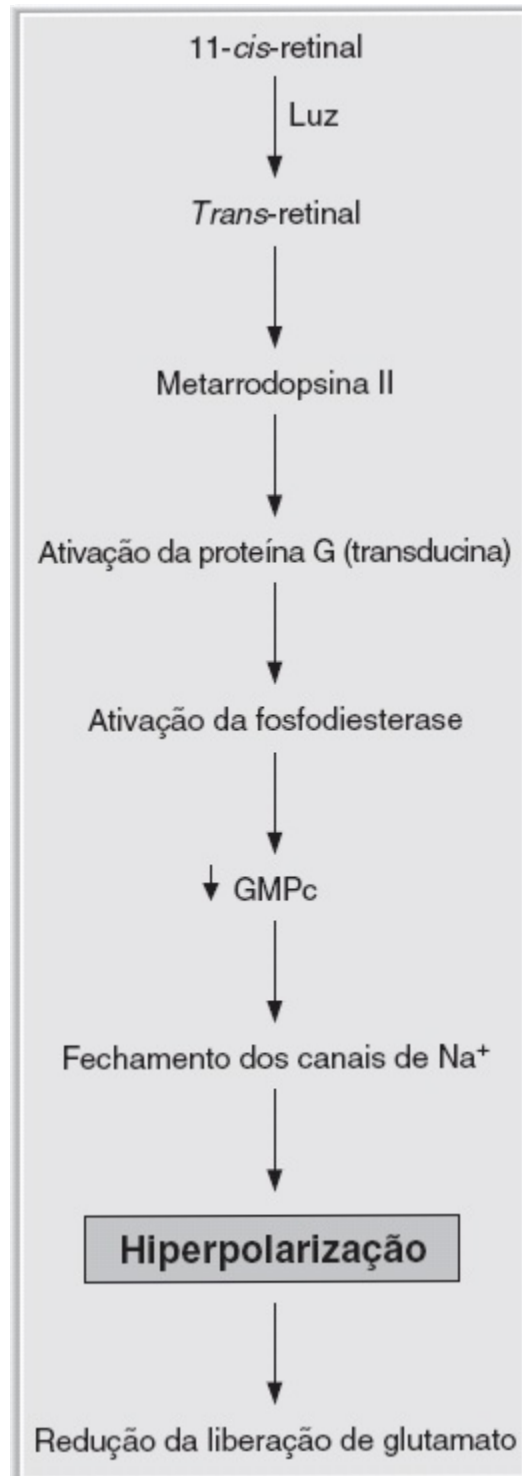 11-cis-retinal
Luz
Trans-retinal
Metarrodopsina II
Ativação da proteína G (transducina)
Ativação da fosfodiesterase
↓ GMPc
Fechamento dos canais de Na⁺
Hiperpolarização
Redução da liberação de glutamato